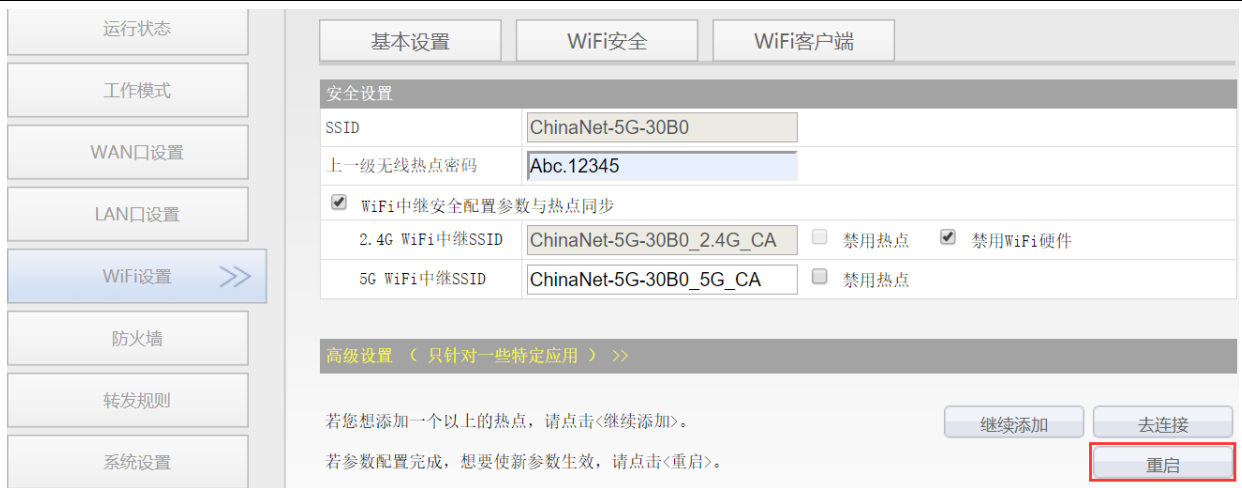 运行状态
工作模式
WAN口设置
LAN口设置
WiFi设置
防火墙
转发规则
系统设置
基本设置 WiFi安全 WiFi客户端
安全设置
SSID ChinaNet-5G-30B0
上一级无线热点密码 Abc.12345
WiFi中继安全配置参数与热点同步
2.4G WiFi中继SSID ChinaNet-5G-30B0_2.4G_CA 禁用热点 禁用WiFi硬件
5G WiFi中继SSID ChinaNet-5G-30B0_5G_CA 禁用热点
高级设置 （ 只针对一些特定应用 ） >>
若您想添加一个以上的热点，请点击<继续添加>。 继续添加 去连接
若参数配置完成，想要使新参数生效，请点击<重启>。 重启